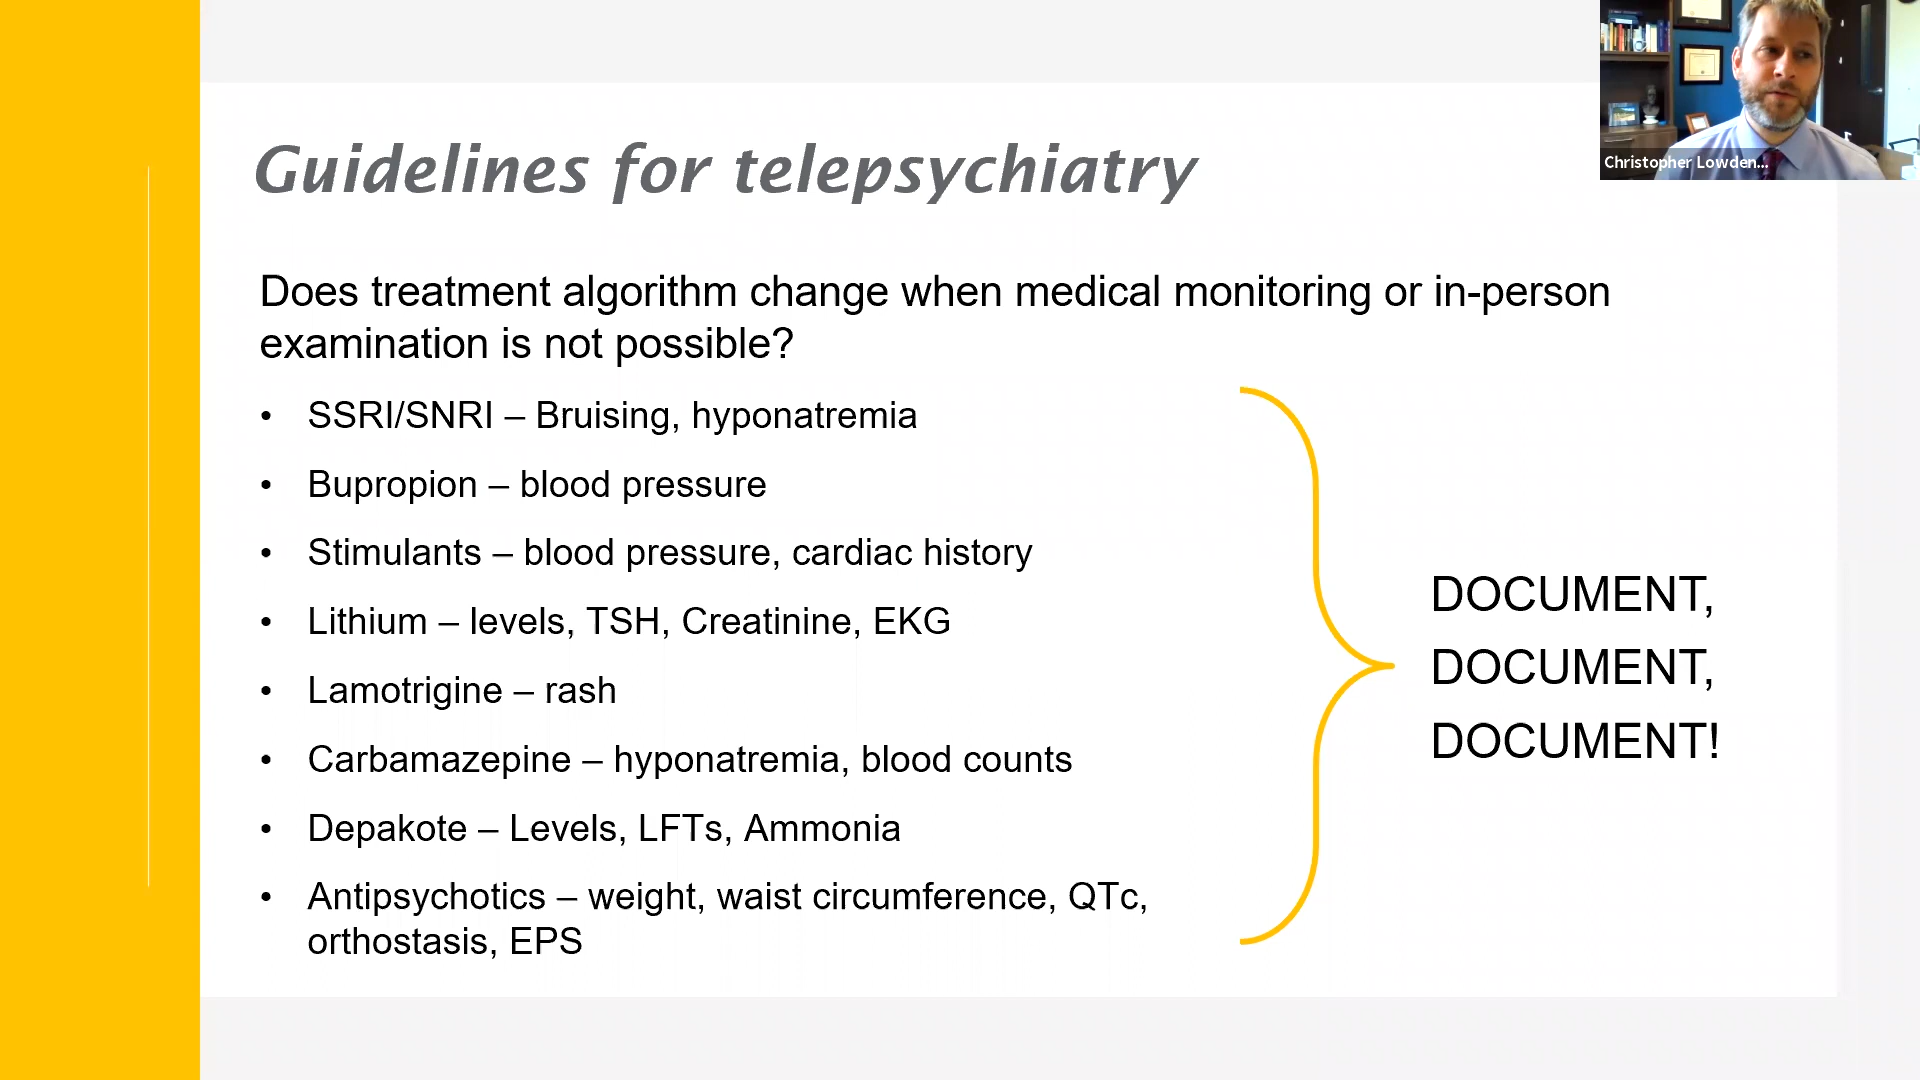 Guidelines for telepsychiatry
Does treatment algorithm change when medical monitoring or in-person
examination is not possible?
• SSRI/SNRI – Bruising, hyponatremia
• Bupropion – blood pressure
• Stimulants – blood pressure, cardiac history
• Lithium – levels, TSH, Creatinine, EKG
• Lamotrigine – rash
• Carbamazepine – hyponatremia, blood counts
• Depakote – Levels, LFTs, Ammonia
• Antipsychotics – weight, waist circumference, QTc,
orthostasis, EPS
DOCUMENT,
DOCUMENT,
DOCUMENT!
Christopher Lowden...